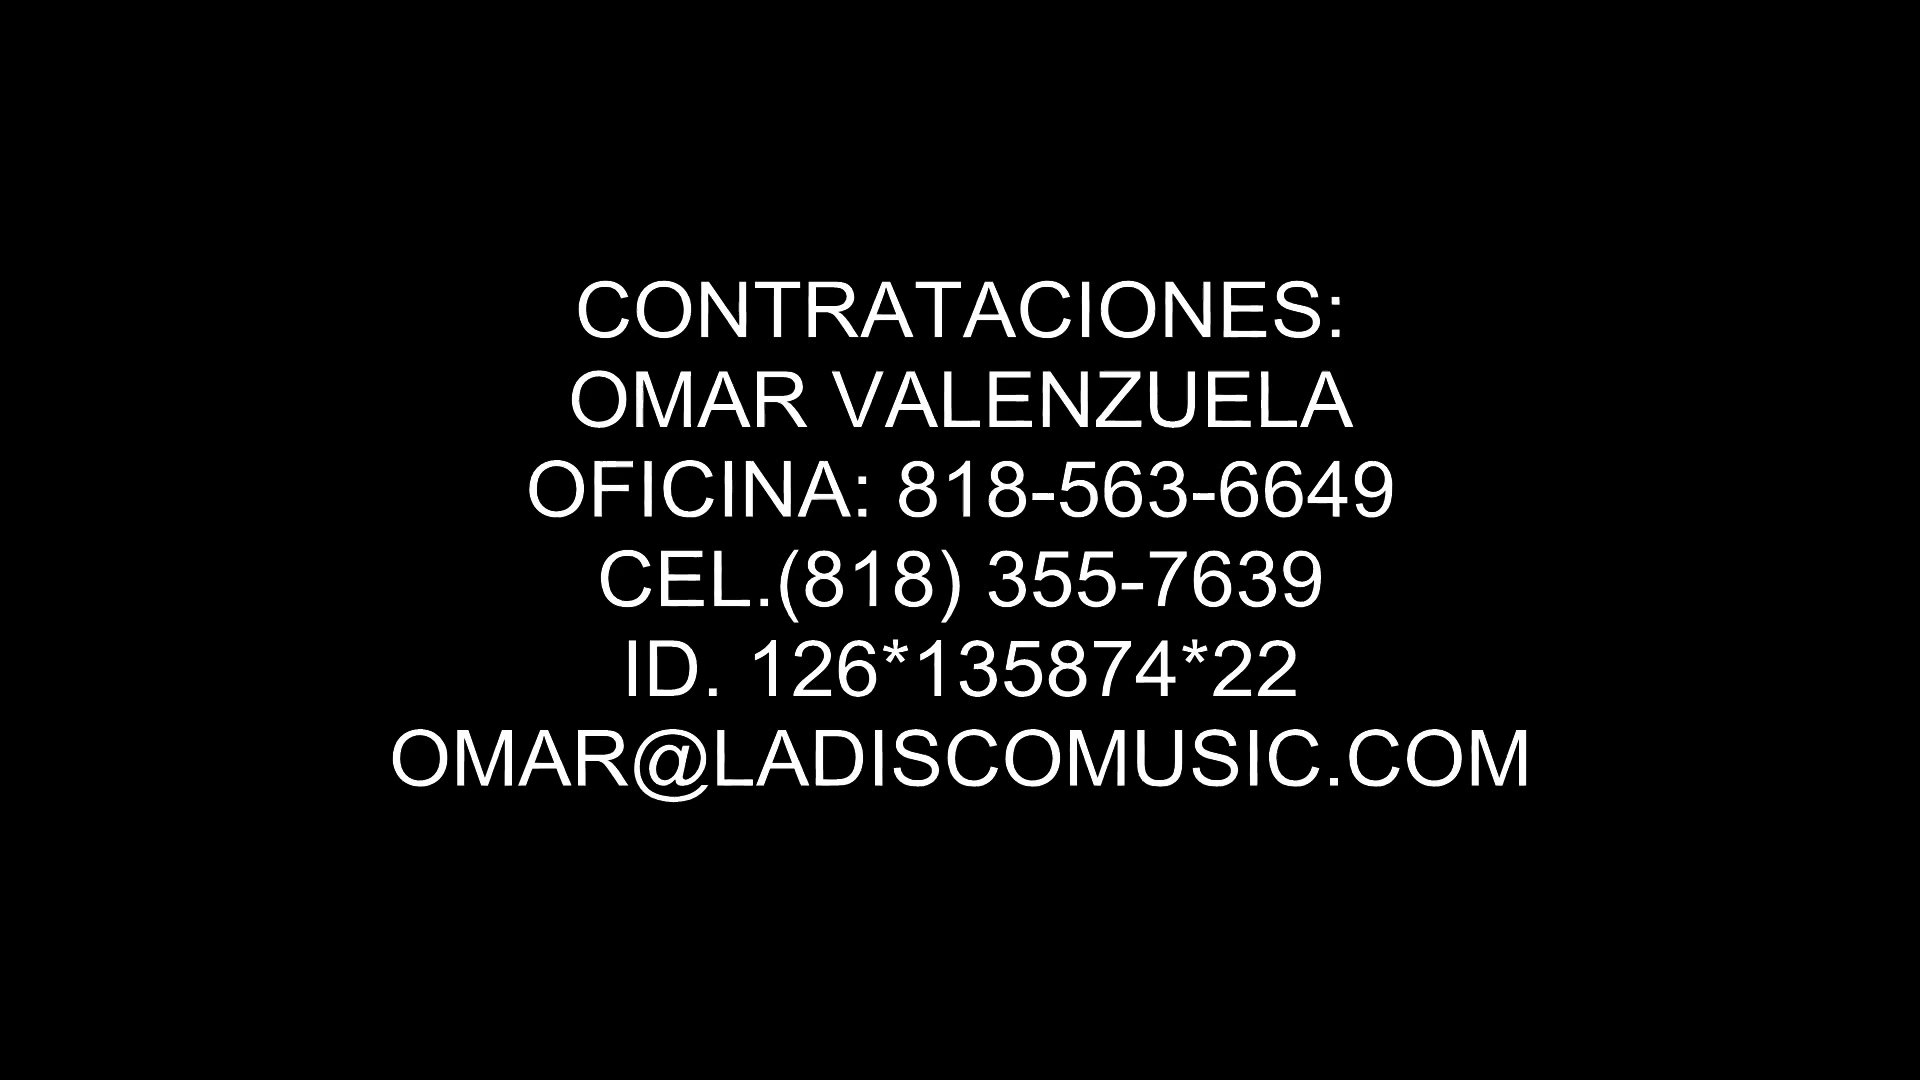 CONTRATACIONES:
OMAR VALENZUELA
OFICINA: 818-563-6649
CEL.(818) 355-7639
ID. 126*135874*22
OMAR@LADISCOMUSIC.COM